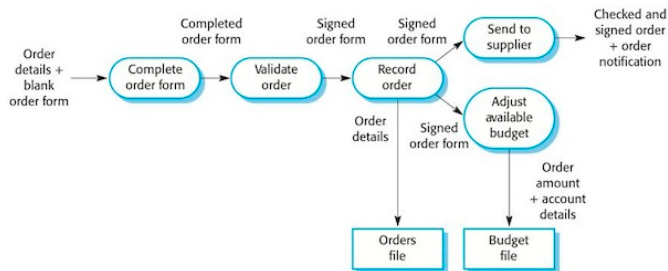 Completed
order form
Signed
order form
Signed
order form
Checked and
signed order
+ order
notification
Order
details +
blank
order form
Complete
order form
Validate
order
Record
order
Send to
supplier
Adjust
available
budget
Order
details
Signed
order form
Order
amount
+ account
details
Orders
file
Budget
file